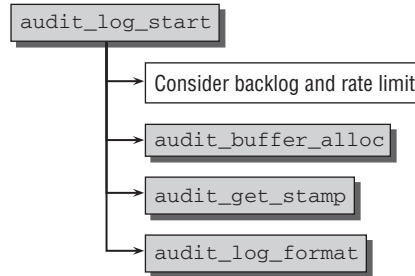 audit_log_start
Consider backlog and rate limit
audit_buffer_alloc
audit_get_stamp
audit_log_format